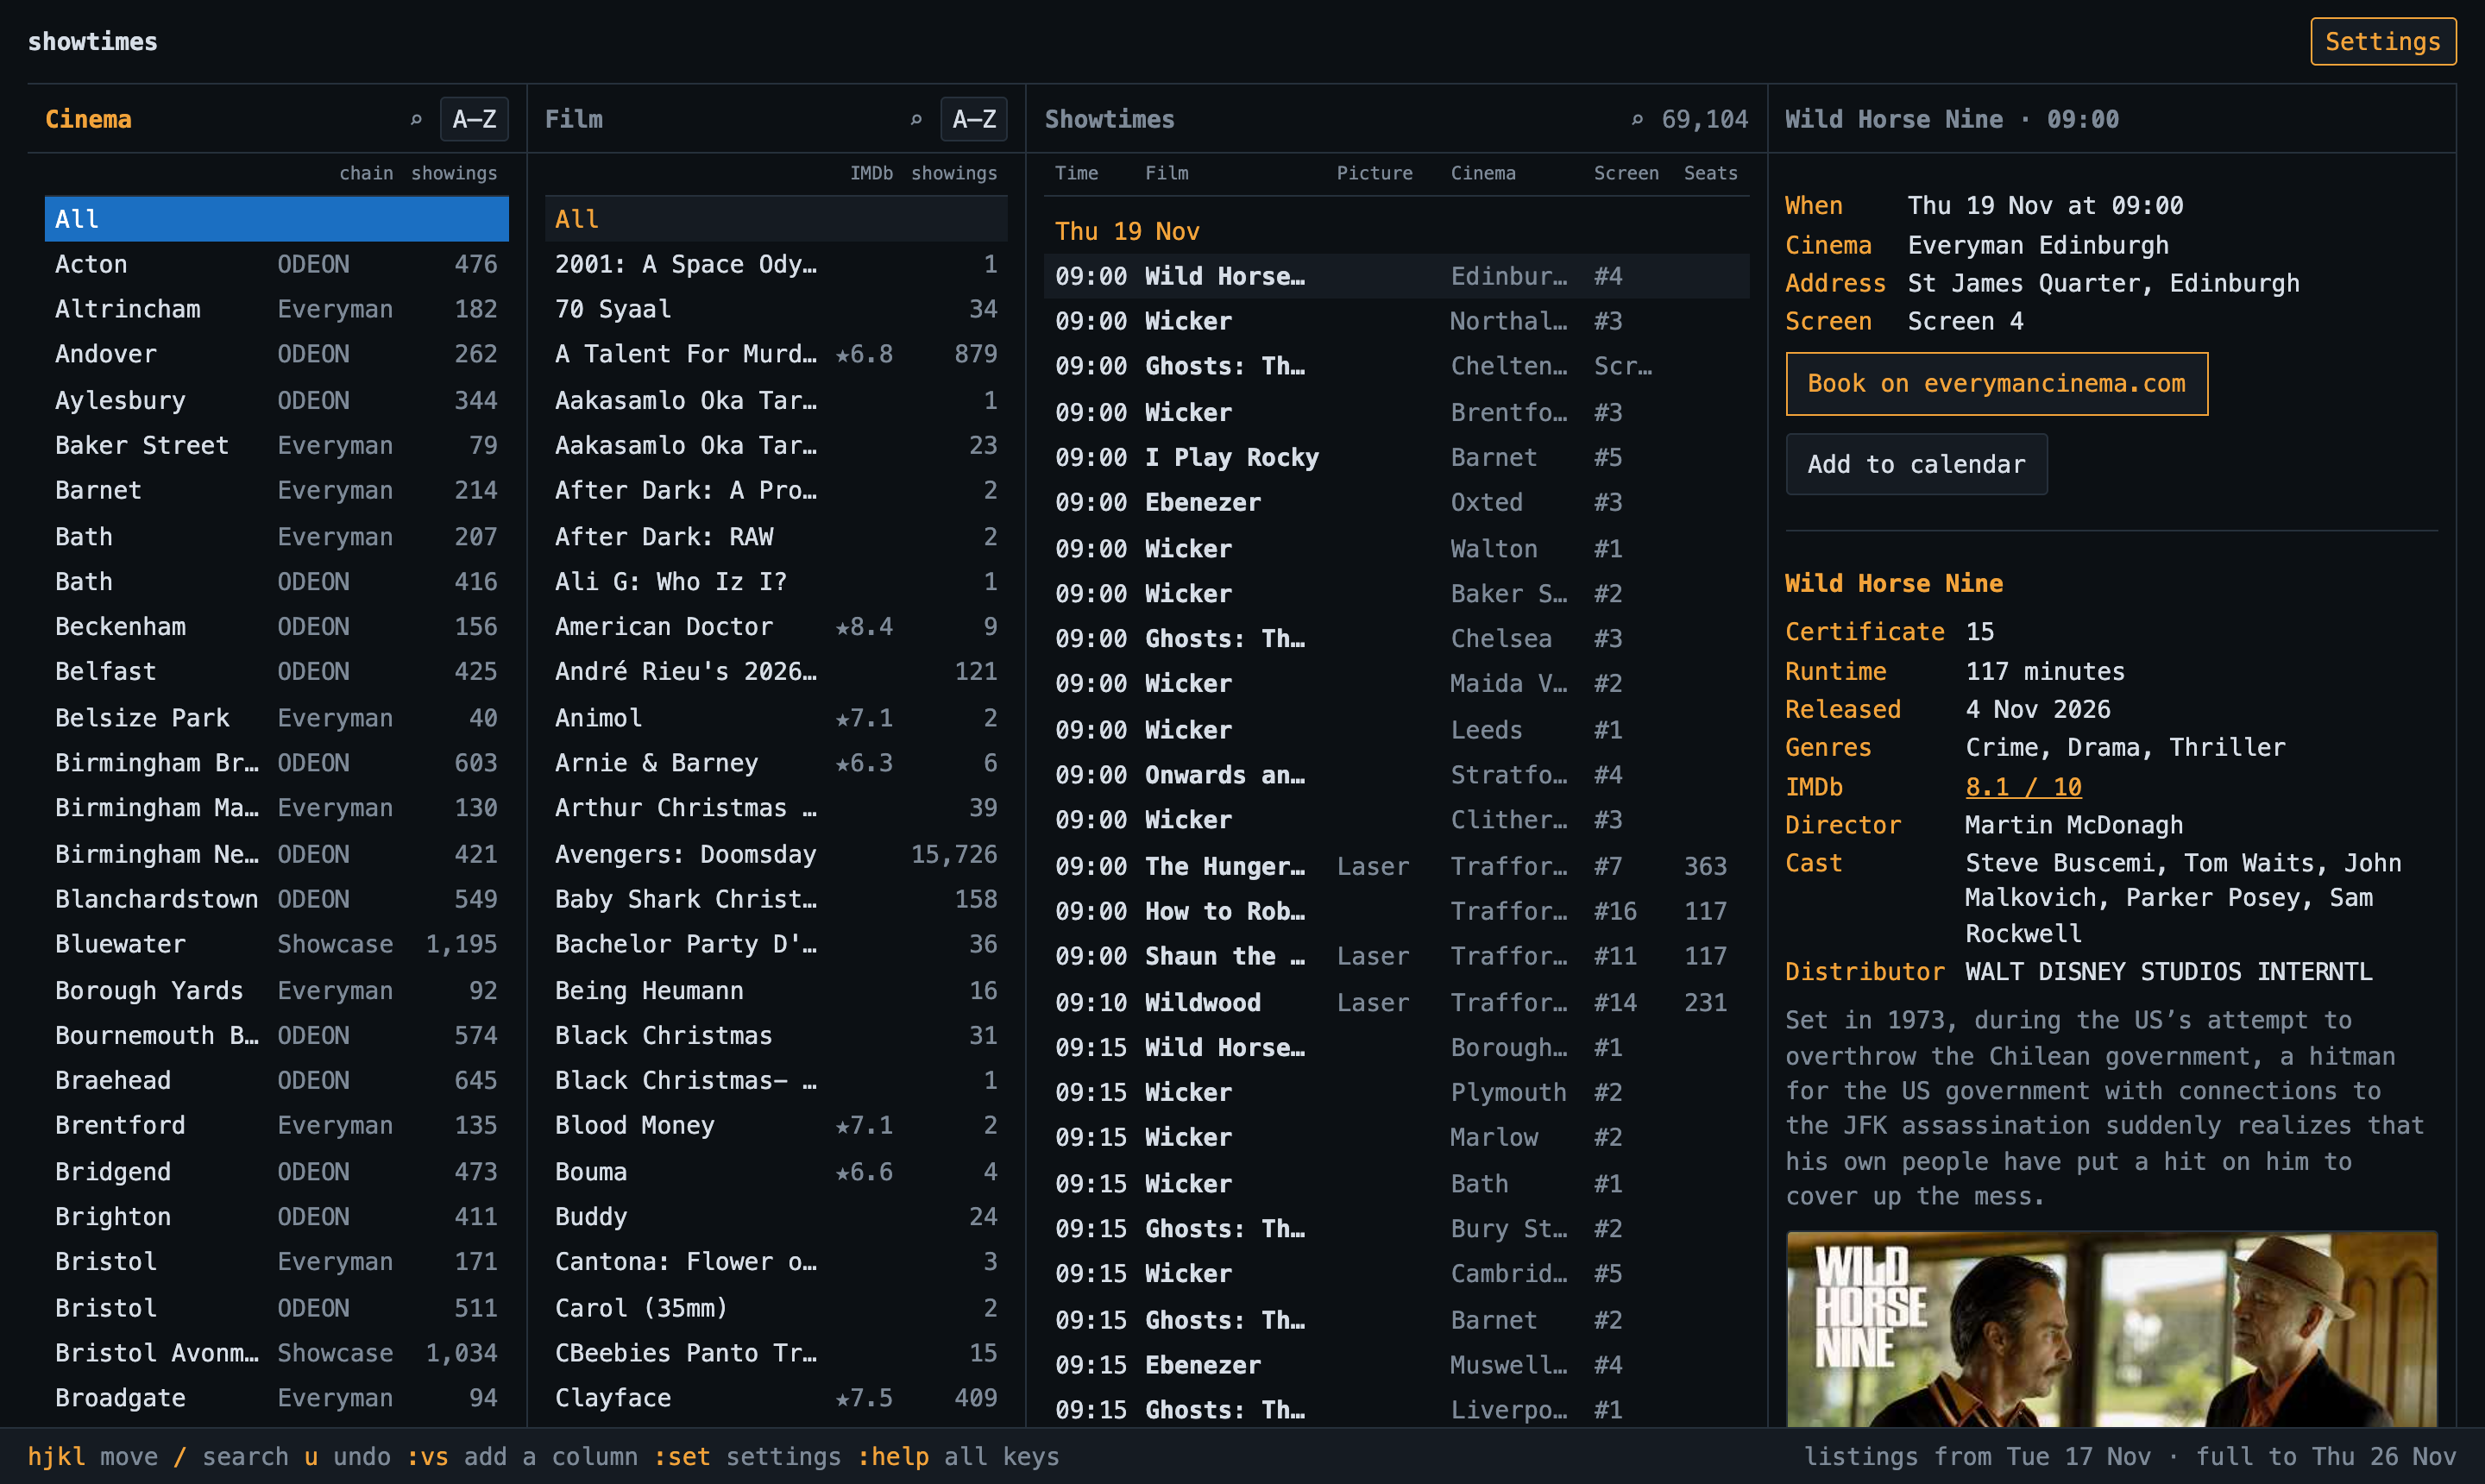 showtimes
Settings
Cinema ⌕ A–Z
chain showings
All
Acton ODEON 476
Altrincham Everyman 182
Andover ODEON 262
Aylesbury ODEON 344
Baker Street Everyman 79
Barnet Everyman 214
Bath Everyman 207
Bath ODEON 416
Beckenham ODEON 156
Belfast ODEON 425
Belsize Park Everyman 40
Birmingham Br… ODEON 603
Birmingham Ma… Everyman 130
Birmingham Ne… ODEON 421
Blanchardstown ODEON 549
Bluewater Showcase 1,195
Borough Yards Everyman 92
Bournemouth B… ODEON 574
Braehead ODEON 645
Brentford Everyman 135
Bridgend ODEON 473
Brighton ODEON 411
Bristol Everyman 171
Bristol ODEON 511
Bristol Avonm… Showcase 1,034
Broadgate Everyman 94
Film ⌕ A–Z
IMDb showings
All
2001: A Space Ody… 1
70 Syaal 34
A Talent For Murd… ★6.8 879
Aakasamlo Oka Tar… 1
Aakasamlo Oka Tar… 23
After Dark: A Pro… 2
After Dark: RAW 2
Ali G: Who Iz I? 1
American Doctor ★8.4 9
André Rieu's 2026… 121
Animol ★7.1 2
Arnie & Barney ★6.3 6
Arthur Christmas … 39
Avengers: Doomsday 15,726
Baby Shark Christ… 158
Bachelor Party D'… 36
Being Heumann 16
Black Christmas 31
Black Christmas– … 1
Blood Money ★7.1 2
Bouma ★6.6 4
Buddy 24
Cantona: Flower o… 3
Carol (35mm) 2
CBeebies Panto Tr… 15
Clayface ★7.5 409
Showtimes ⌕ 69,104
Time Film Picture Cinema Screen Seats
Thu 19 Nov
09:00 Wild Horse… Edinbur… #4
09:00 Wicker Northal… #3
09:00 Ghosts: Th… Chelten… Scr…
09:00 Wicker Brentfo… #3
09:00 I Play Rocky Barnet #5
09:00 Ebenezer Oxted #3
09:00 Wicker Walton #1
09:00 Wicker Baker S… #2
09:00 Ghosts: Th… Chelsea #3
09:00 Wicker Maida V… #2
09:00 Wicker Leeds #1
09:00 Onwards an… Stratfo… #4
09:00 Wicker Clither… #3
09:00 The Hunger… Laser Traffor… #7 363
09:00 How to Rob… Traffor… #16 117
09:00 Shaun the … Laser Traffor… #11 117
09:10 Wildwood Laser Traffor… #14 231
09:15 Wild Horse… Borough… #1
09:15 Wicker Plymouth #2
09:15 Wicker Marlow #2
09:15 Wicker Bath #1
09:15 Ghosts: Th… Bury St… #2
09:15 Wicker Cambrid… #5
09:15 Ghosts: Th… Barnet #2
09:15 Ebenezer Muswell… #4
09:15 Ghosts: Th… Liverpo… #1
Wild Horse Nine · 09:00
When Thu 19 Nov at 09:00
Cinema Everyman Edinburgh
Address St James Quarter, Edinburgh
Screen Screen 4
Book on everymancinema.com
Add to calendar
Wild Horse Nine
Certificate 15
Runtime 117 minutes
Released 4 Nov 2026
Genres Crime, Drama, Thriller
IMDb 8.1 / 10
Director Martin McDonagh
Cast Steve Buscemi, Tom Waits, John
Malkovich, Parker Posey, Sam
Rockwell
Distributor WALT DISNEY STUDIOS INTERNTL
Set in 1973, during the US’s attempt to
overthrow the Chilean government, a hitman
for the US government with connections to
the JFK assassination suddenly realizes that
his own people have put a hit on him to
cover up the mess.
WILD
HORSE
NINE
hjkl move / search u undo :vs add a column :set settings :help all keys
listings from Tue 17 Nov · full to Thu 26 Nov